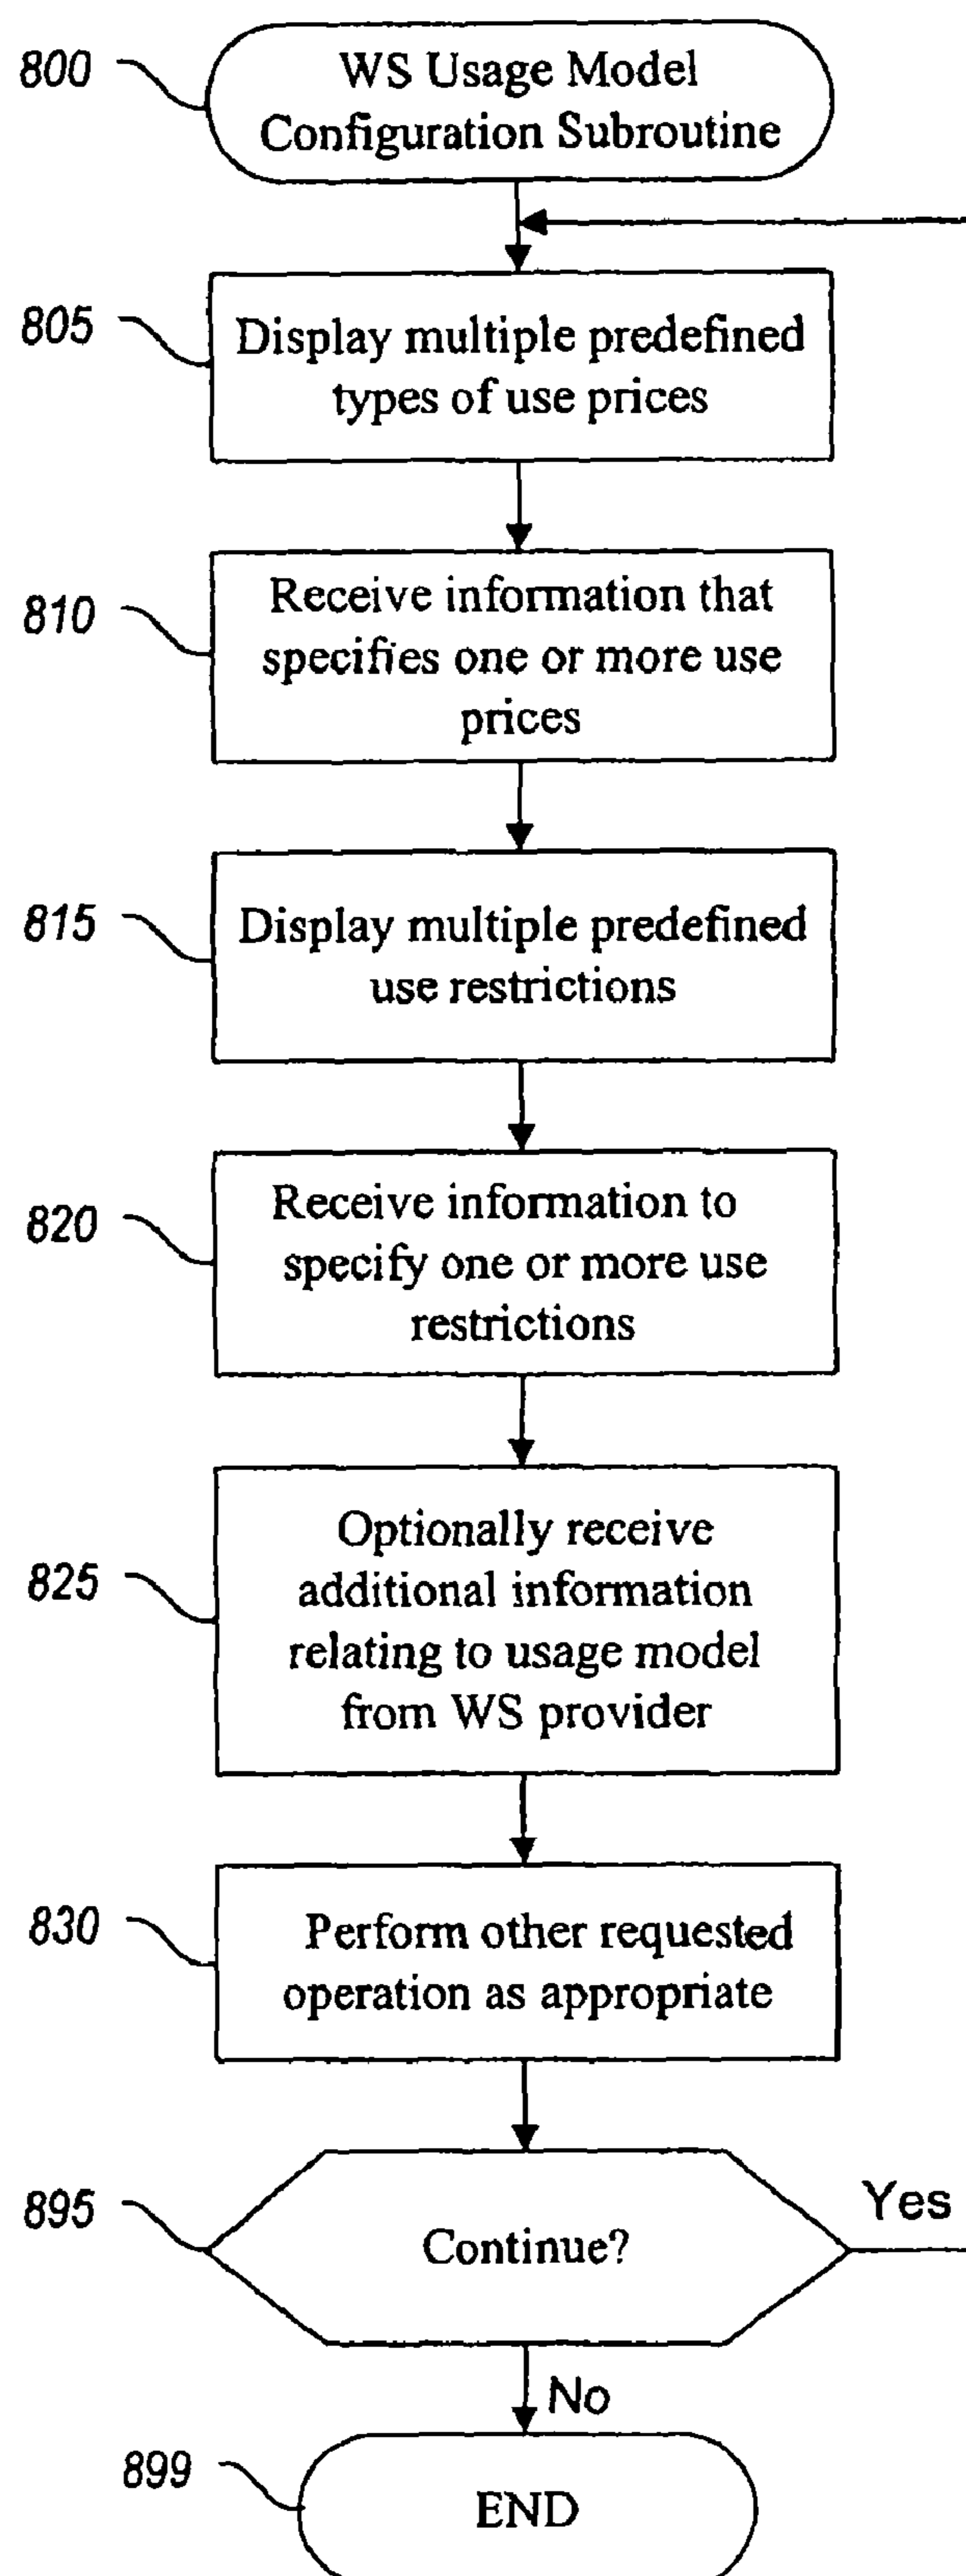 800
WS Usage Model
Configuration Subroutine
805
Display multiple predefined
types of use prices
810
Receive information that
specifies one or more use
prices
815
Display multiple predefined
use restrictions
820
Receive information to
specify one or more use
restrictions
825
Optionally receive
additional information
relating to usage model
from WS provider
830
Perform other requested
operation as appropriate
895
Continue?
Yes
No
899
END